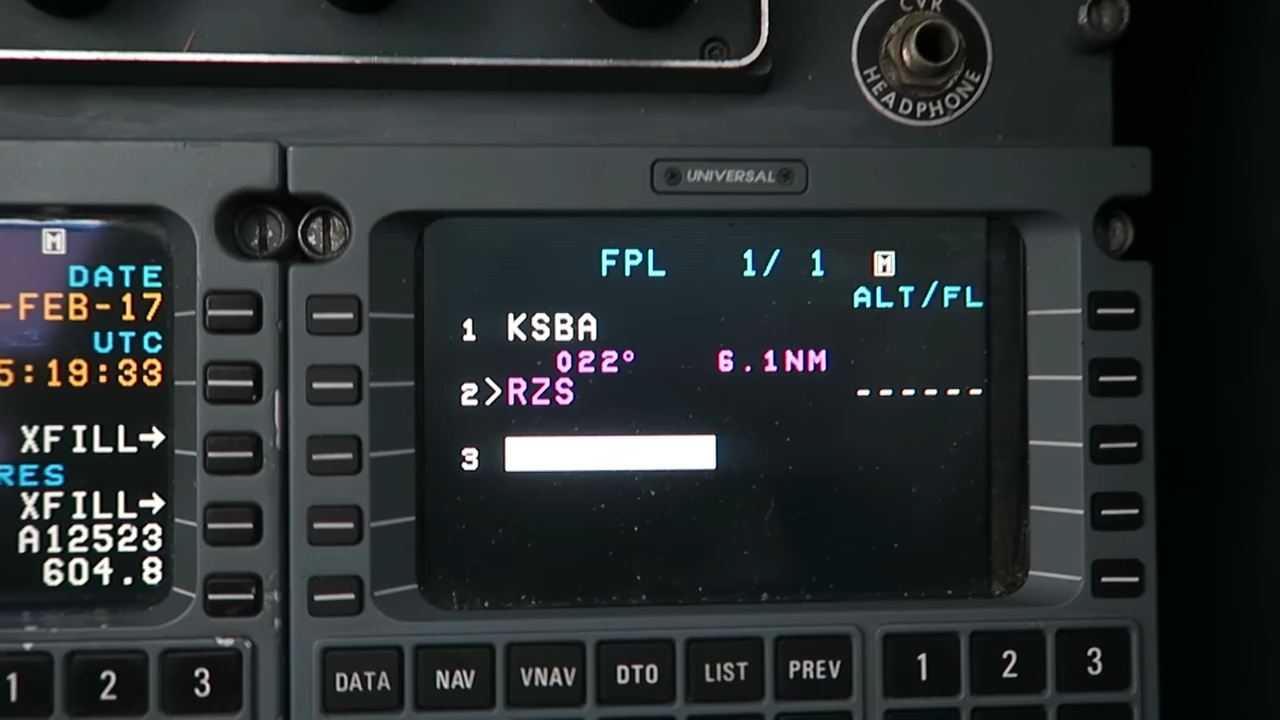 CVR
HEADPHONE
UNIVERSAL
M
DATE
-FEB-17
UTC
5:19:33
XFILL→
RES
XFILL→
A12523
604.8
FPL 1/ 1 M
ALT/FL
1 KSBA
022° 6.1NM
2>RZS ------
3
1 2 3
DATA NAV VNAV DTO LIST PREV 1 2 3